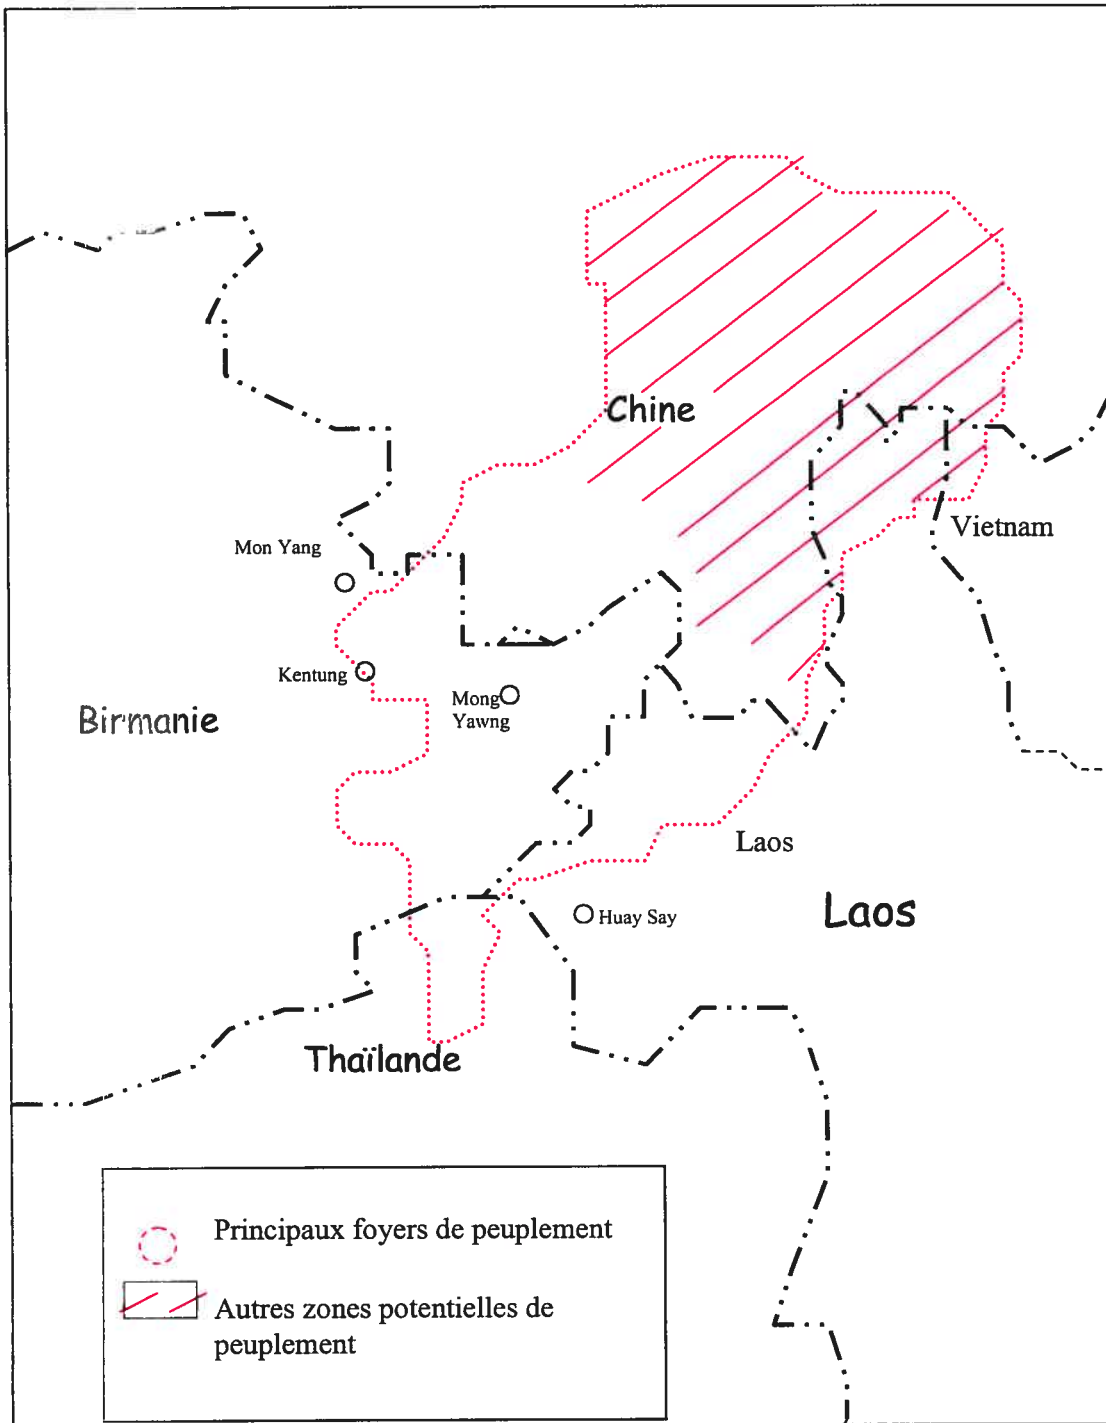 Chine
Vietnam
Mon Yang
Kentung
Mong
Yawng
Birmanie
Laos
Laos
Huay Say
Thaïlande
Principaux foyers de peuplement
Autres zones potentielles de
peuplement